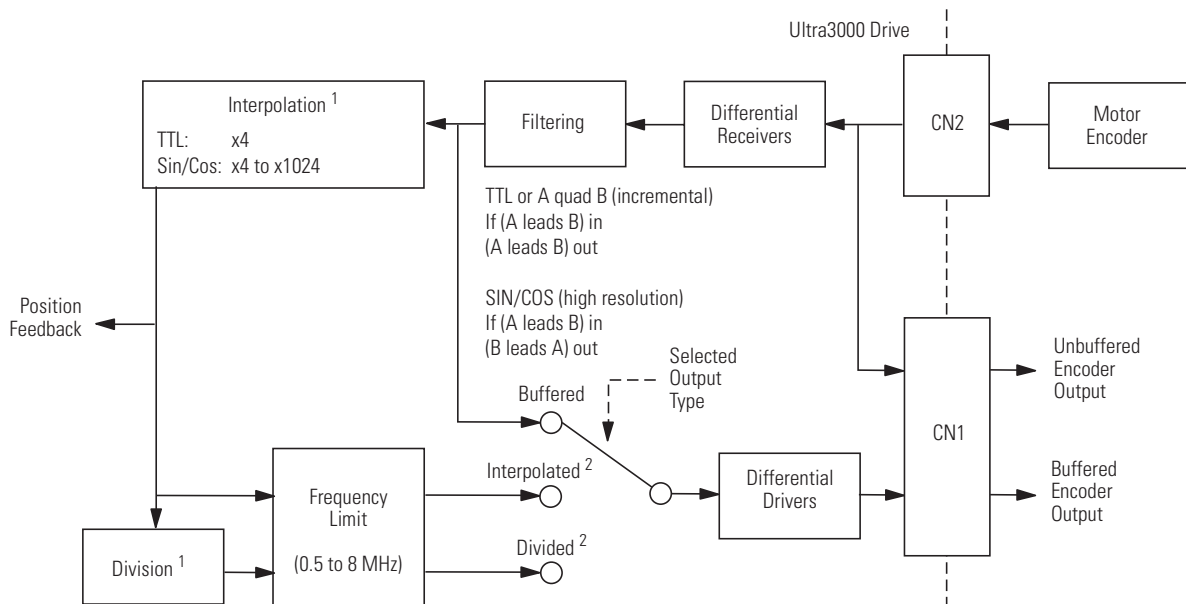 Ultra3000 Drive
Interpolation 1
TTL: x4
Sin/Cos: x4 to x1024
Filtering
Differential
Receivers
CN2
Motor
Encoder
TTL or A quad B (incremental)
If (A leads B) in
(A leads B) out
SIN/COS (high resolution)
If (A leads B) in
(B leads A) out
Position
Feedback
Selected
Output
Type
Unbuffered
Encoder
Output
Buffered
CN1
Interpolated 2
Frequency
Limit
(0.5 to 8 MHz)
Differential
Drivers
Buffered
Encoder
Output
Division 1
Divided 2